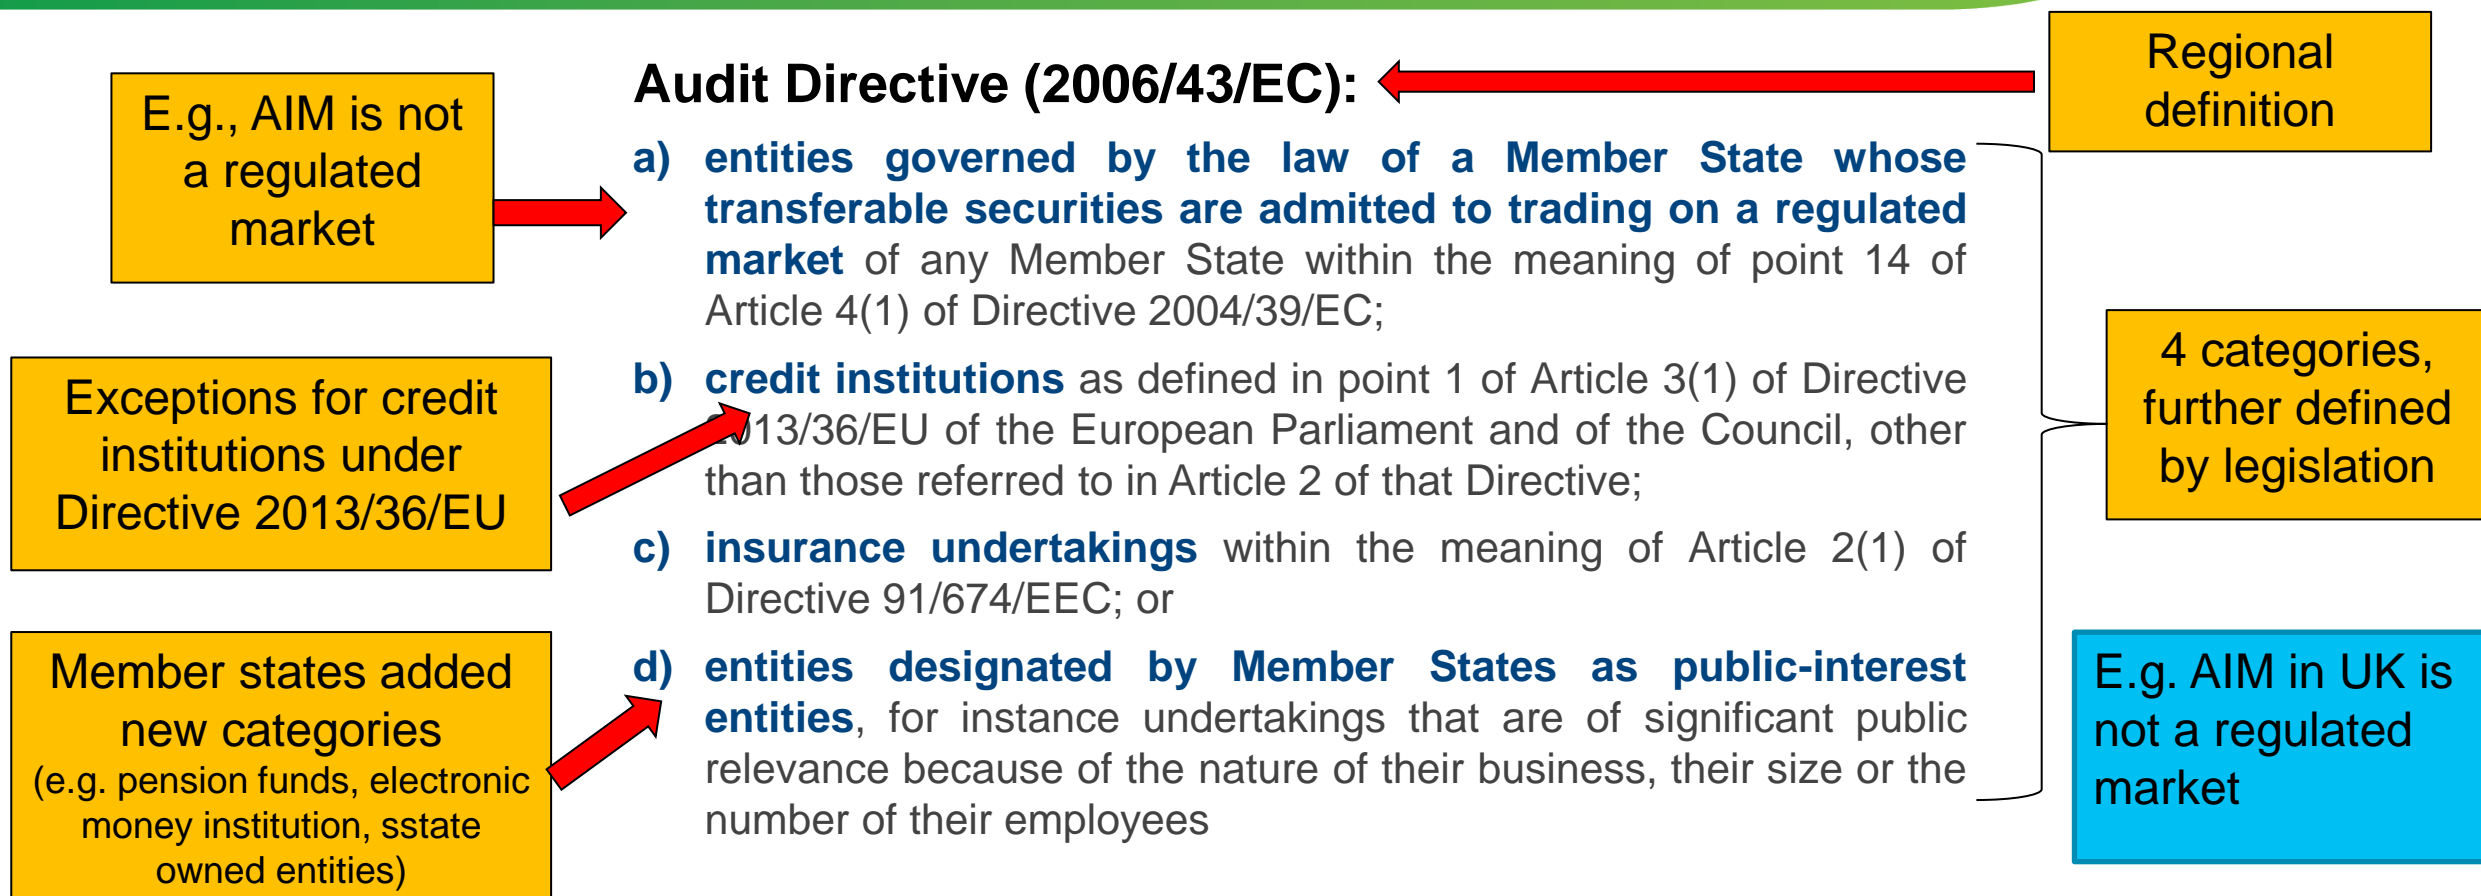 Audit Directive (2006/43/EC):
Regional
definition
E.g., AIM is not
a regulated
market
a) entities governed by the law of a Member State whose
transferable securities are admitted to trading on a regulated
market of any Member State within the meaning of point 14 of
Article 4(1) of Directive 2004/39/EC;
4 categories,
further defined
by legislation
Exceptions for credit
institutions under
Directive 2013/36/EU
b) credit institutions as defined in point 1 of Article 3(1) of Directive
2013/36/EU of the European Parliament and of the Council, other
than those referred to in Article 2 of that Directive;
c) insurance undertakings within the meaning of Article 2(1) of
Directive 91/674/EEC; or
Member states added
new categories
(e.g. pension funds, electronic
money institution, sstate
owned entities)
d) entities designated by Member States as public-interest
entities, for instance undertakings that are of significant public
relevance because of the nature of their business, their size or the
number of their employees
E.g. AIM in UK is
not a regulated
market